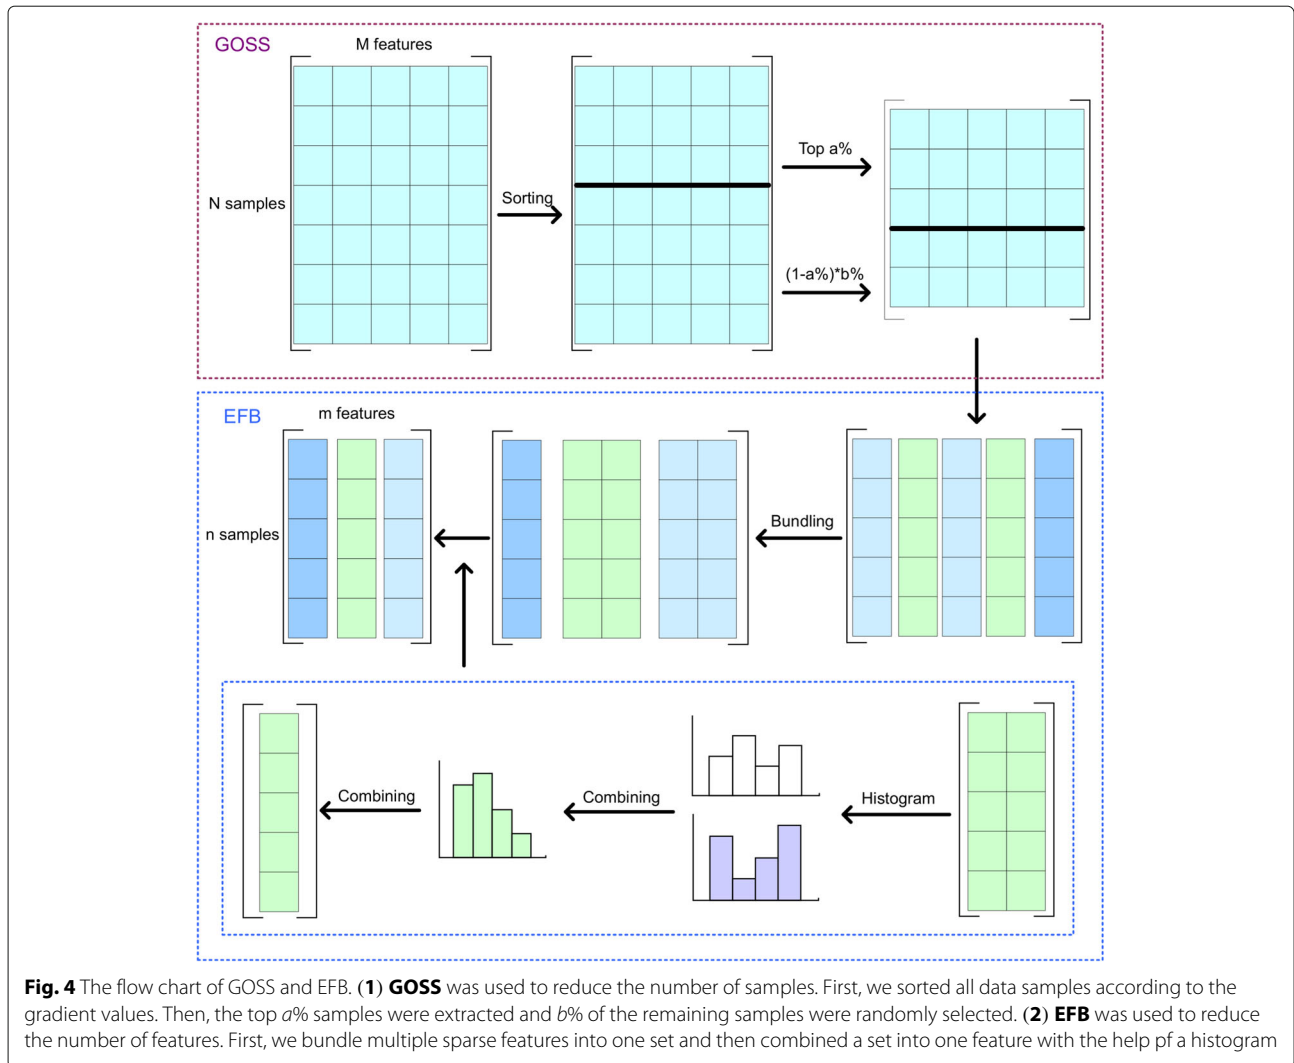 GOSS
M features
N samples
Sorting
Top a%
(1-a%)*b%
EFB
m features
n samples
Bundling
Combining
Combining
Histogram
Fig. 4 The flow chart of GOSS and EFB. (1) GOSS was used to reduce the number of samples. First, we sorted all data samples according to the
gradient values. Then, the top a% samples were extracted and b% of the remaining samples were randomly selected. (2) EFB was used to reduce
the number of features. First, we bundle multiple sparse features into one set and then combined a set into one feature with the help pf a histogram